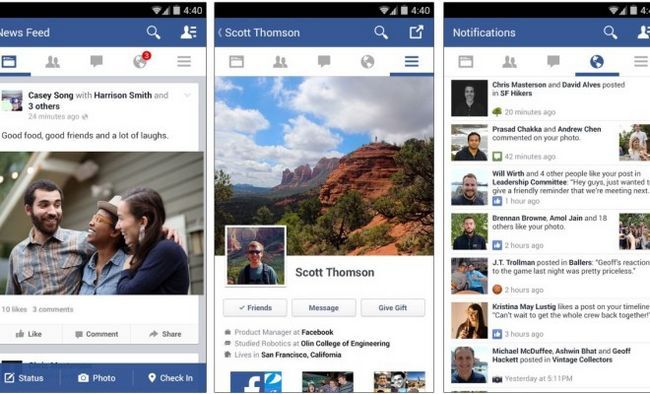 4:40
News Feed
3
Casey Song with Harrison Smith and
3 others
24 minutes ago
Good food, good friends and a lot of laughs.
10 likes 3 comments
Like Comment Share
Status Photo Check In
4:40
Scott Thomson
Scott Thomson
Friends Message Give Gift
Product Manager at Facebook
Studied Robotics at Olin College of Engineering
Lives in San Francisco, California
f
Notifications
Chris Masterson and David Alves posted
in SF Hikers
20 minutes ago
Prasad Chakka and Andrew Chen
commented on your photo.
42 minutes ago
Will Wirth and 4 other people like your post in
Leadership Committee: "Hey guys, just wanted to
give a friendly reminder that we're meeting next
1 hour ago
Brennan Browne, Amol Jain and 18
others like your photo.
2 hours ago
J.T. Trollman posted in Ballers: "Geoff's reaction
to the game last night was pretty priceless."
2 hours ago
Kristina May Lustig likes a post on your timeline
"Can't wait to get the whole crew back together!"
3 hours ago
Michael McDuffee, Ashwin Bhat and Geoff
Hackett posted in Vintage Collectors
Yesterday at 5:11PM